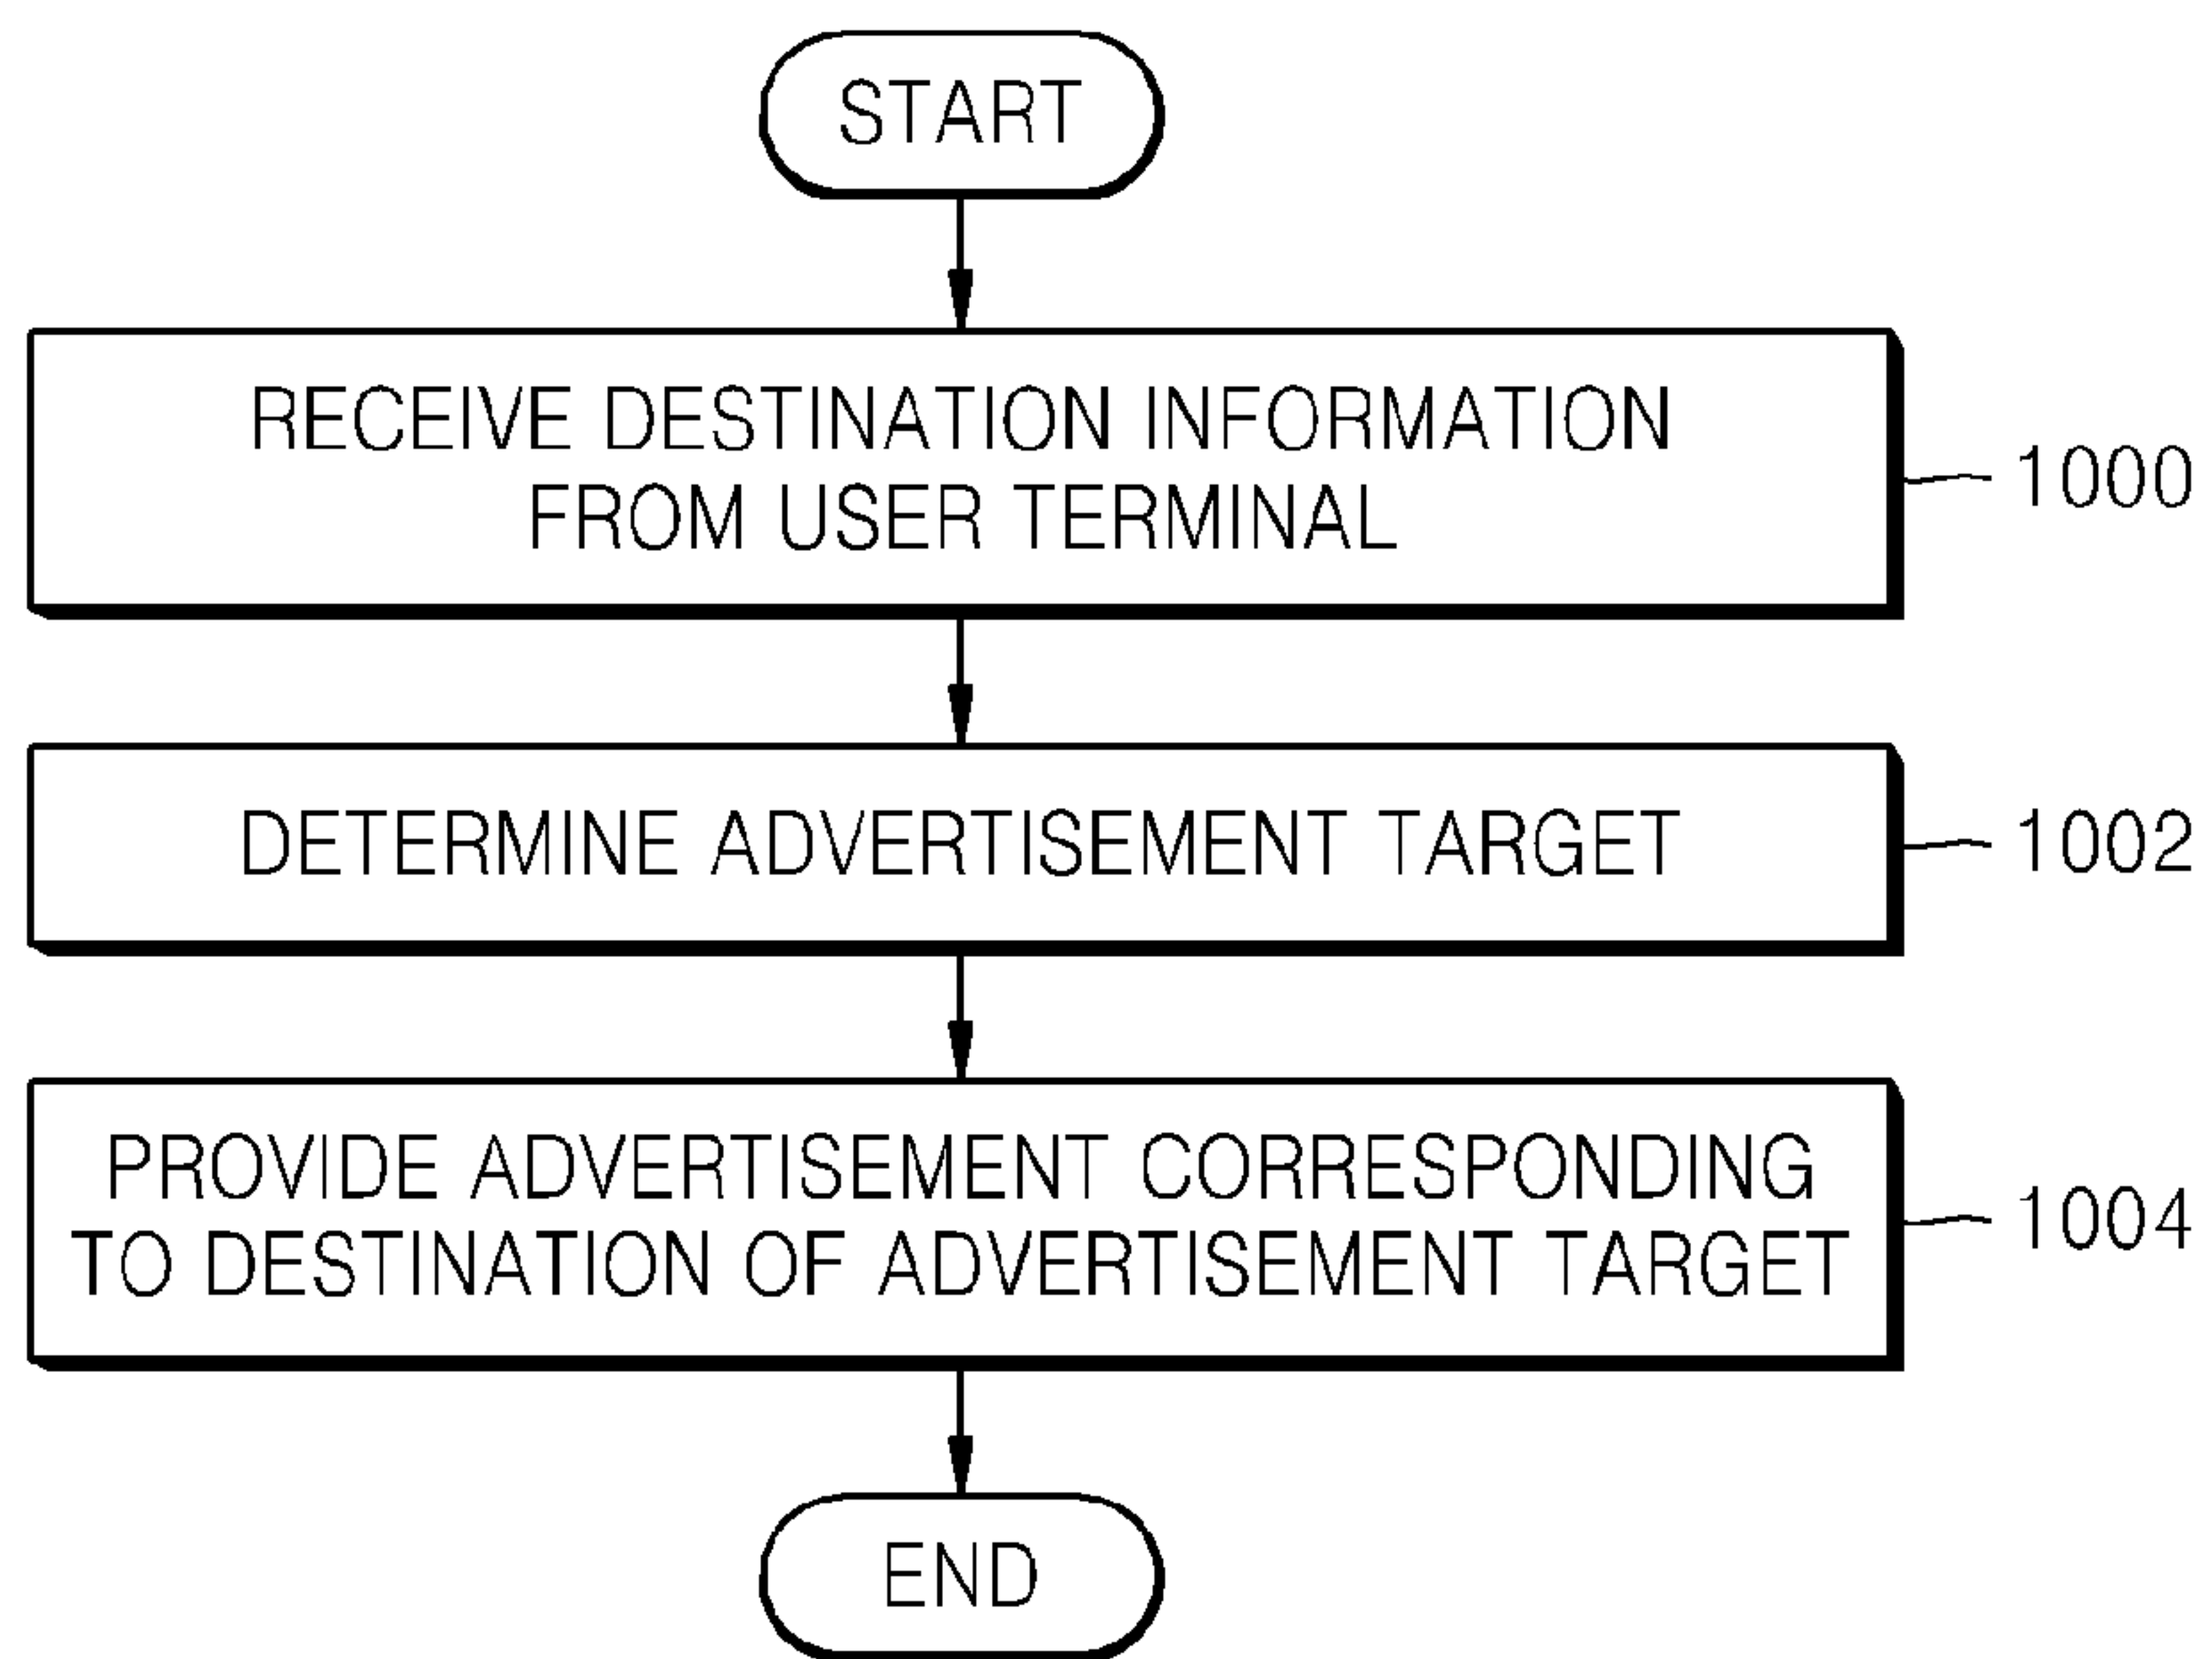 START
RECEIVE DESTINATION INFORMATION
FROM USER TERMINAL
1000
DETERMINE ADVERTISEMENT TARGET
1002
PROVIDE ADVERTISEMENT CORRESPONDING
TO DESTINATION OF ADVERTISEMENT TARGET
1004
END